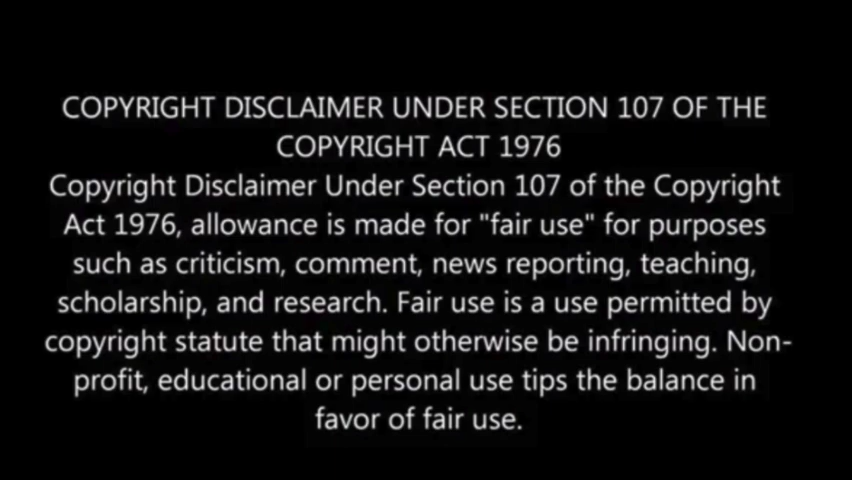 COPYRIGHT DISCLAIMER UNDER SECTION 107 OF THE
COPYRIGHT ACT 1976
Copyright Disclaimer Under Section 107 of the Copyright
Act 1976, allowance is made for "fair use" for purposes
such as criticism, comment, news reporting, teaching,
scholarship, and research. Fair use is a use permitted by
copyright statute that might otherwise be infringing. Non-
profit, educational or personal use tips the balance in
favor of fair use.